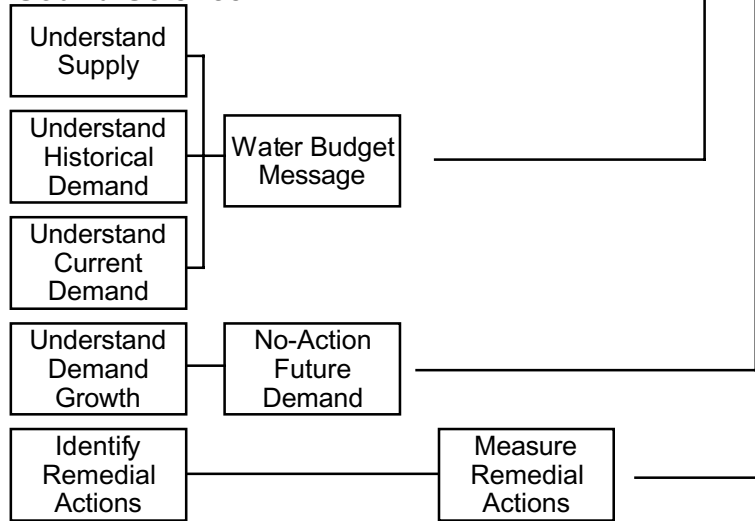 Understand
Supply
Understand
Historical
Demand
Water Budget
Message
Understand
Current
Demand
Understand
Demand
Growth
No-Action
Future
Demand
Identify
Remedial
Actions
Measure
Remedial
Actions